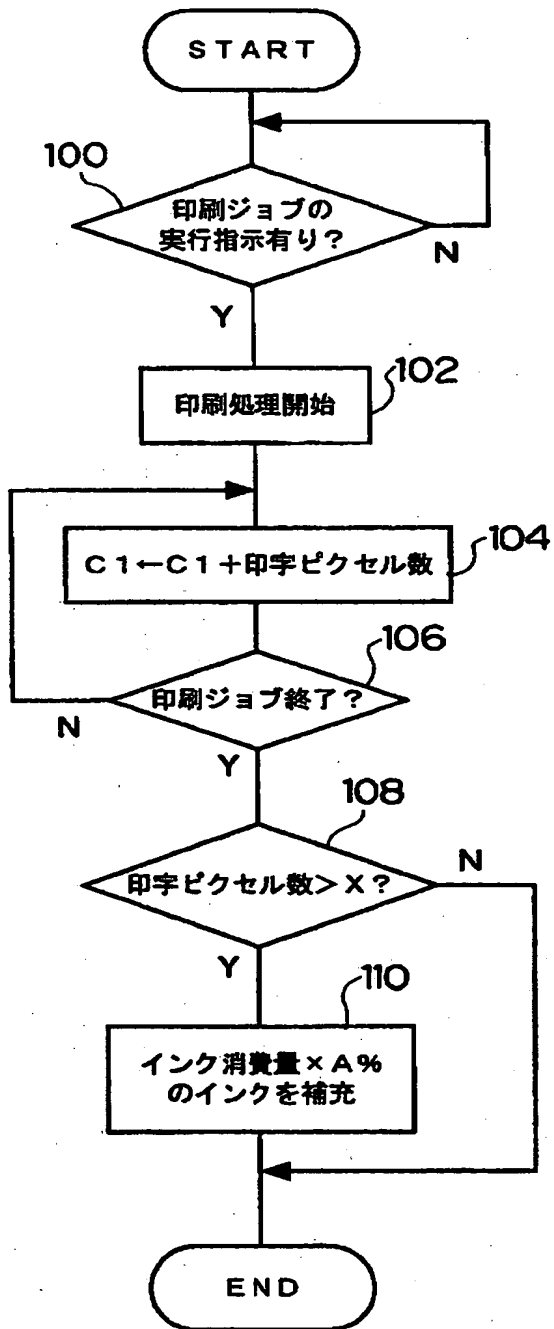 START
100
印刷ジョブの
実行指示有り？
N
Y
102
印刷処理開始
104
C1←C1＋印字ピクセル数
106
印刷ジョブ終了？
N
Y
108
印字ピクセル数＞X？
N
Y
110
インク消費量×A％
のインクを補充
END